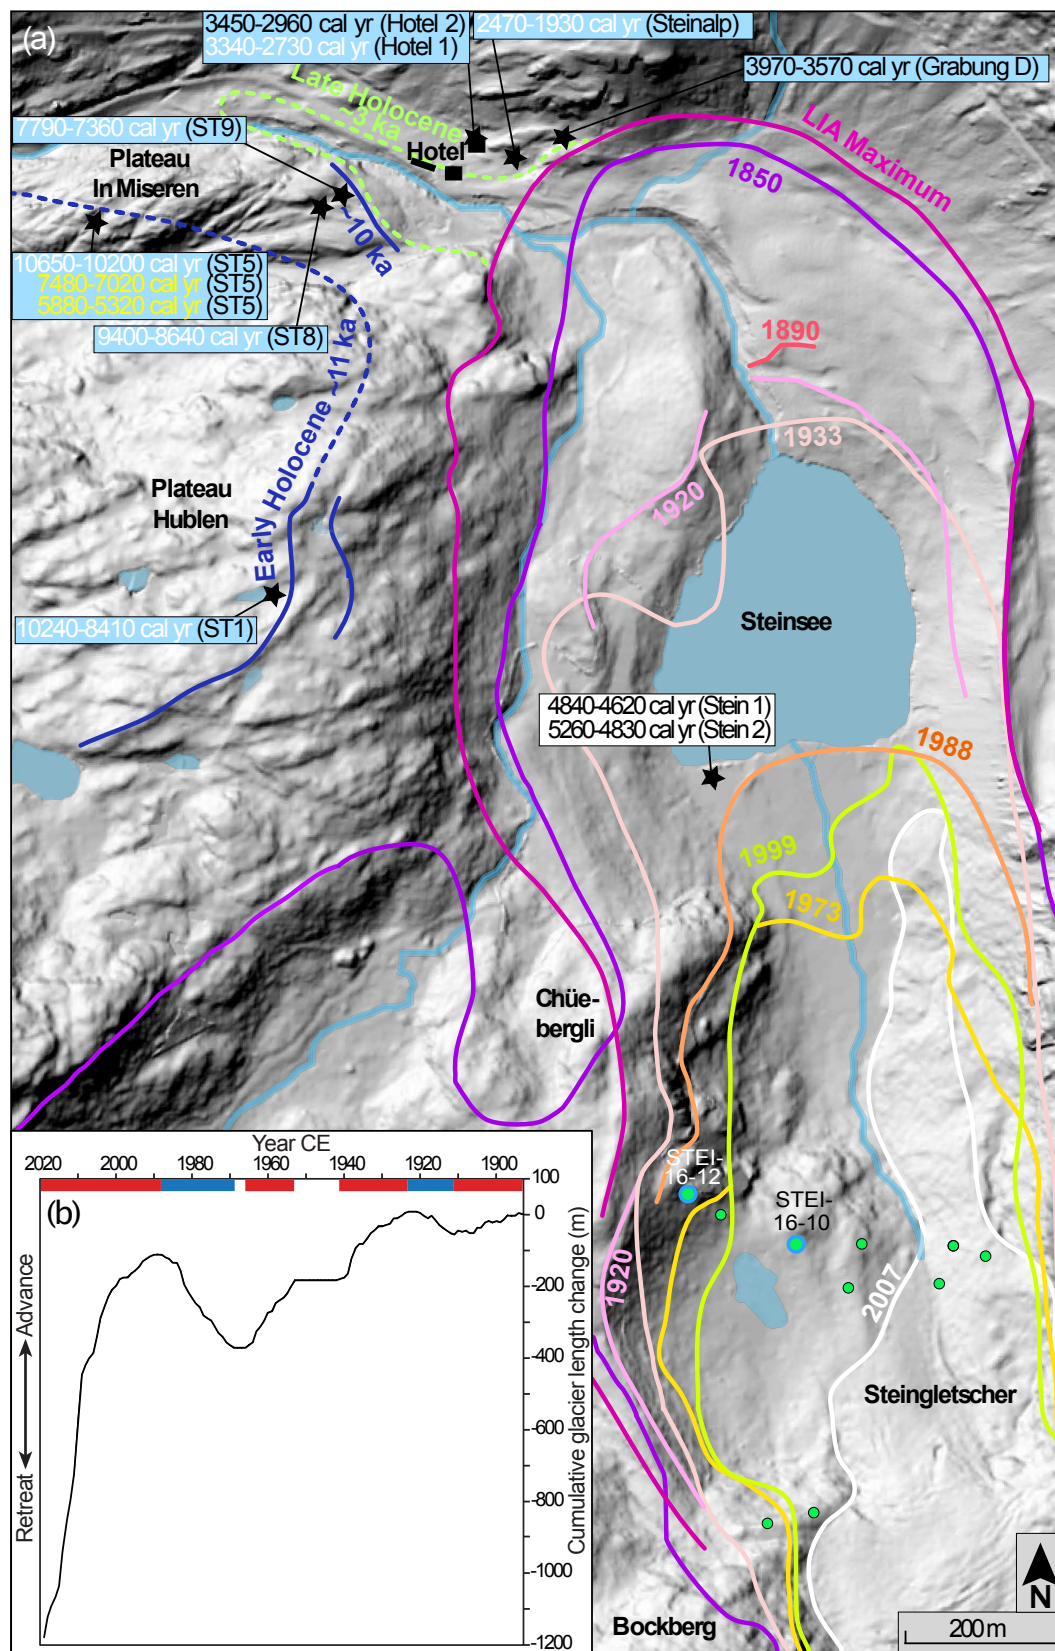 (a)
3450-2960 cal yr (Hotel 2)
3340-2730 cal yr (Hotel 1)
2470-1930 cal yr (Steinalp)
3970-3570 cal yr (Grabung D)
Late Holocene
~3 ka
LIA Maximum
7790-7360 cal yr (ST9)
Hotel
1850
Plateau
In Miseren
~10 ka
10650-10200 cal yr (ST5)
7480-7020 cal yr (ST5)
5880-5320 cal yr (ST5)
9400-8640 cal yr (ST8)
1890
Early Holocene ~11 ka
1933
Plateau
Hublen
1920
10240-8410 cal yr (ST1)
Steinsee
4840-4620 cal yr (Stein 1)
5260-4830 cal yr (Stein 2)
1988
1999
1973
Chüe-
bergli
STEI-
16-12
STEI-
16-10
1920
2007
Steingletscher
Bockberg
N
200 m
Year CE
2020 2000 1980 1960 1940 1920 1900
(b)
100
0
-200
-400
-600
-800
-1000
-1200
Cumulative glacier length change (m)
Retreat
Advance